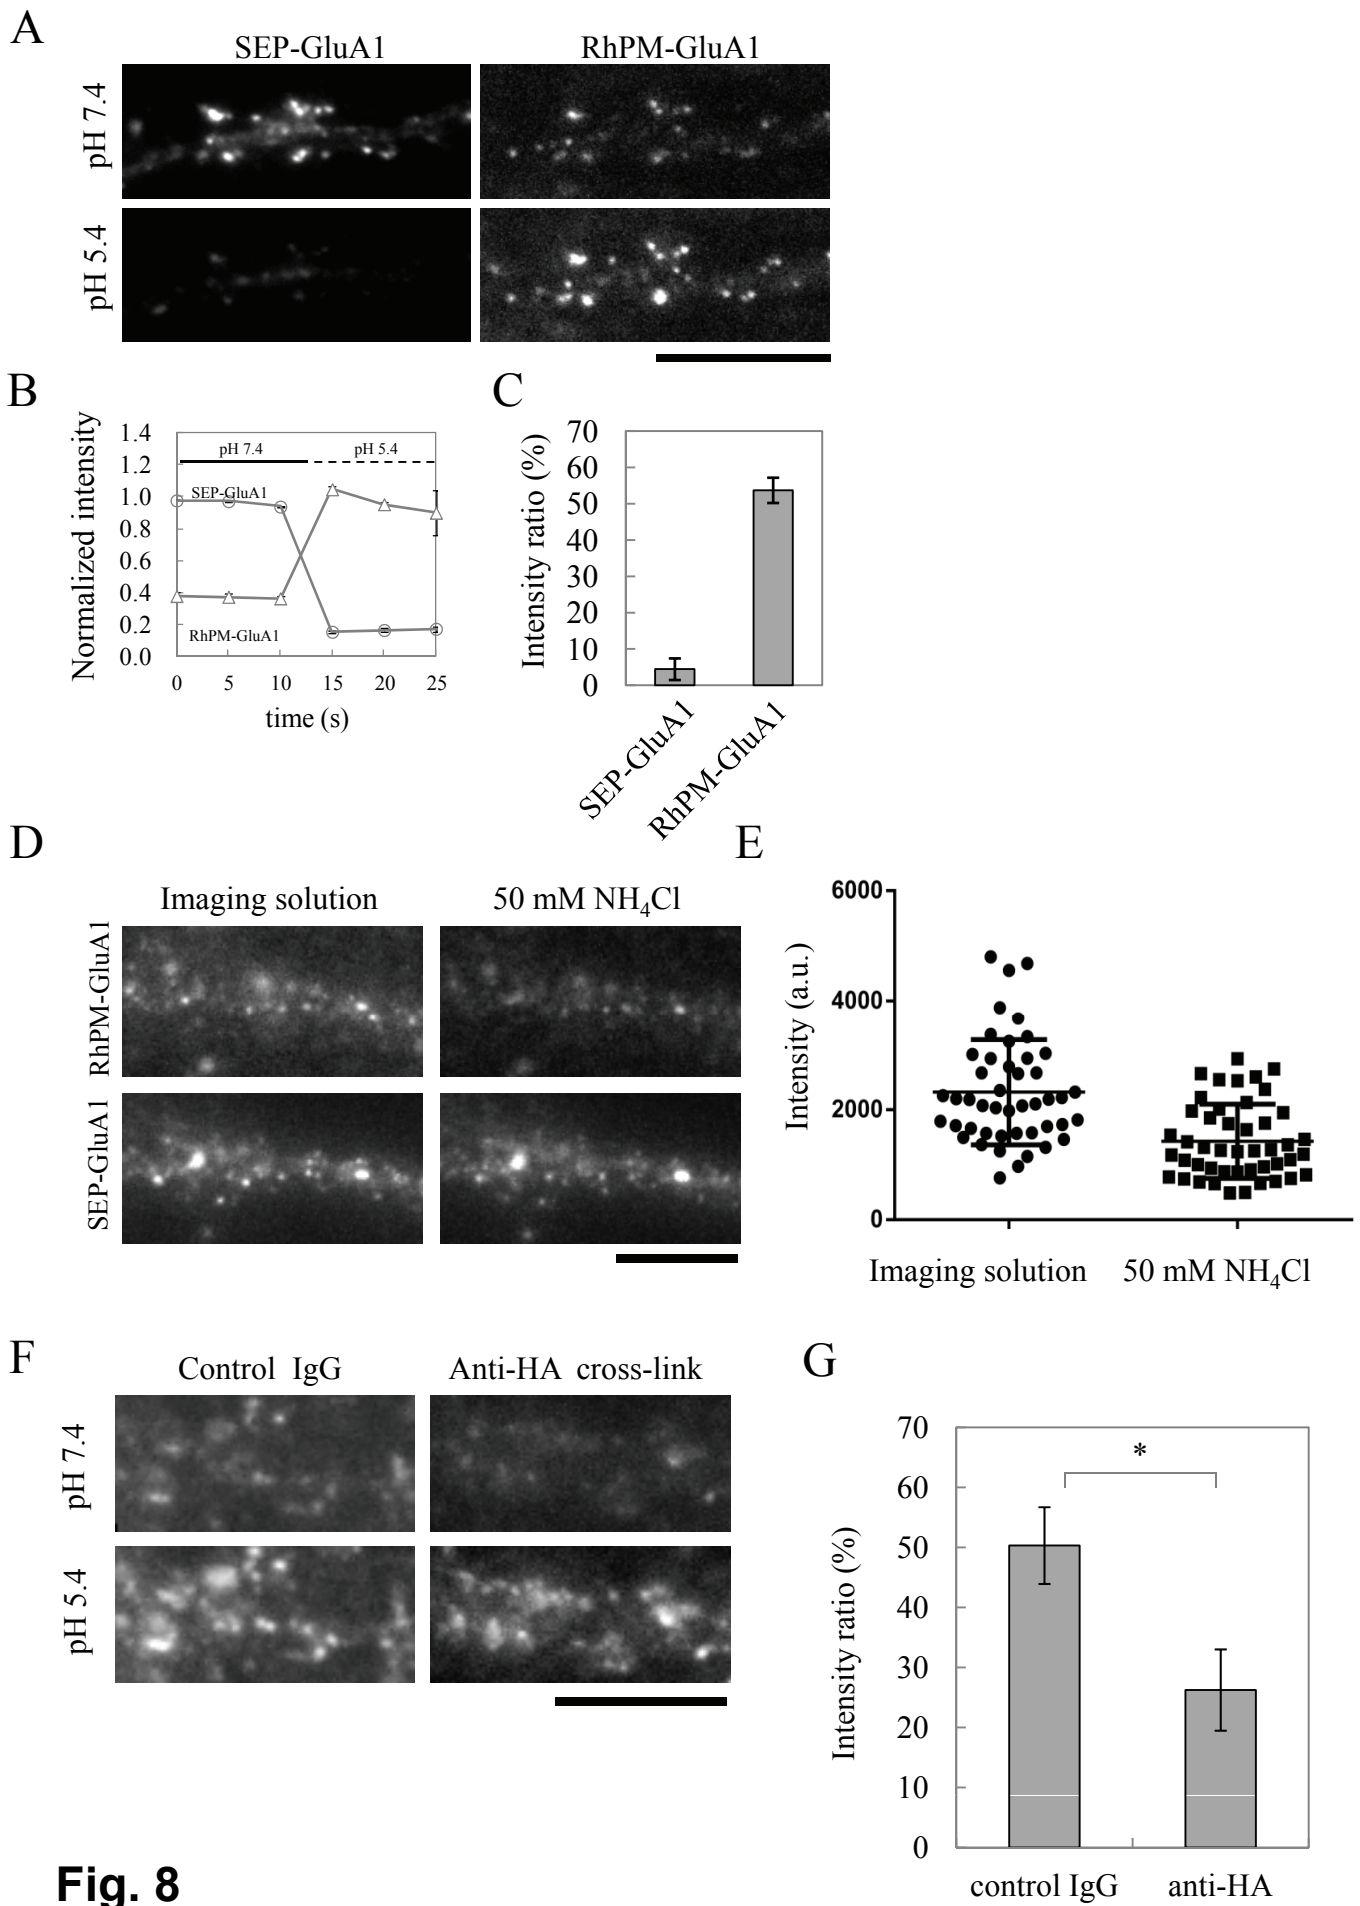 A
SEP-GluA1 RhPM-GluA1
pH 7.4
pH 5.4
B
Normalized intensity
1.4
1.2
1.0
0.8
0.6
0.4
0.2
0.0
pH 7.4 pH 5.4
SEP-GluA1
RhPM-GluA1
0 5 10 15 20 25
time (s)
C
Intensity ratio (%)
70
60
50
40
30
20
10
0
SEP-GluA1
RhPM-GluA1
D
Imaging solution 50 mM NH₄Cl
RhPM-GluA1
SEP-GluA1
E
Intensity (a.u.)
6000
4000
2000
0
Imaging solution 50 mM NH₄Cl
F
Control IgG Anti-HA cross-link
pH 7.4
pH 5.4
G
Intensity ratio (%)
70
60
50
40
30
20
10
0
*
control IgG anti-HA
Fig. 8